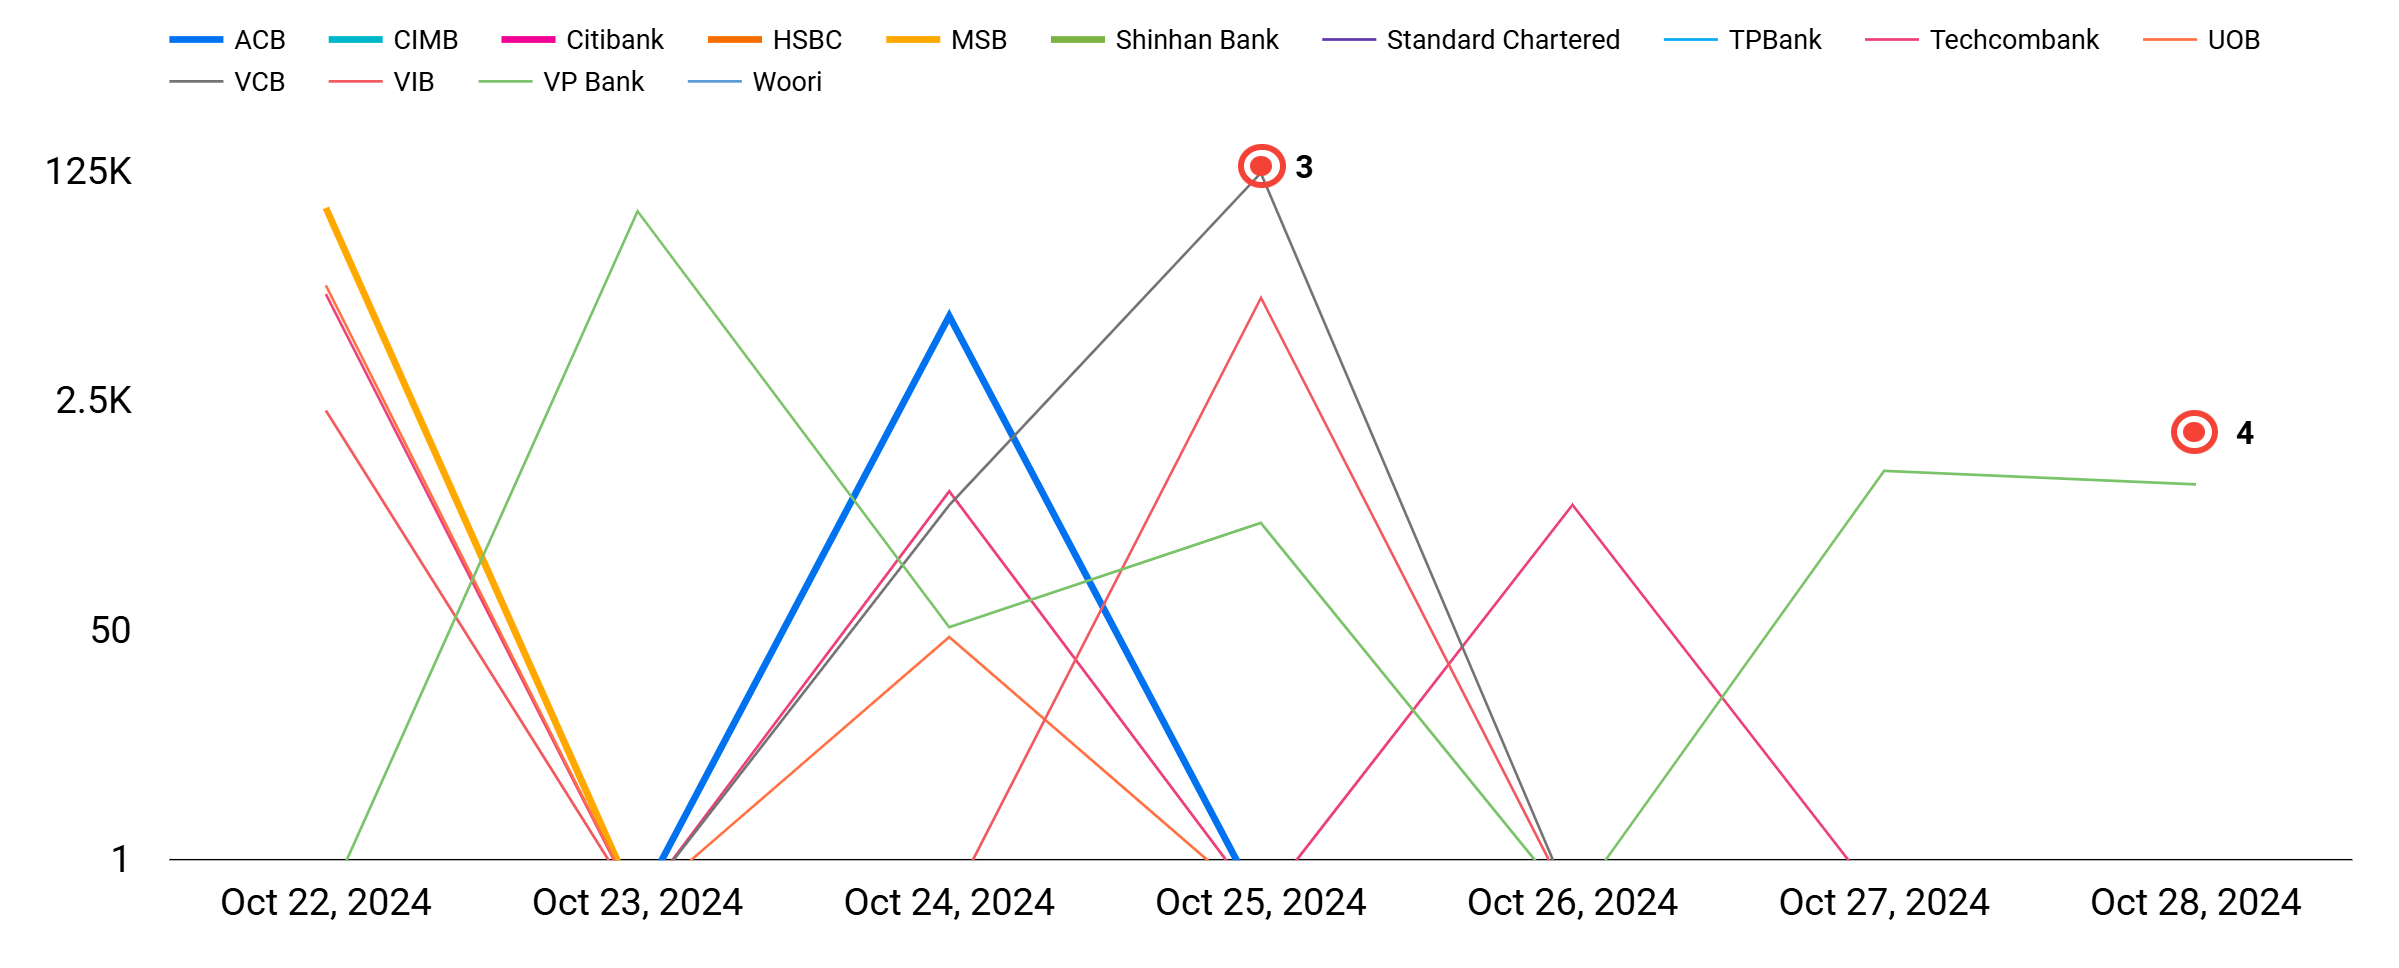 ACB CIMB Citibank HSBC MSB Shinhan Bank Standard Chartered TPBank Techcombank UOB
VCB VIB VP Bank Woori
125K
3
2.5K
4
50
1
Oct 22, 2024 Oct 23, 2024 Oct 24, 2024 Oct 25, 2024 Oct 26, 2024 Oct 27, 2024 Oct 28, 2024